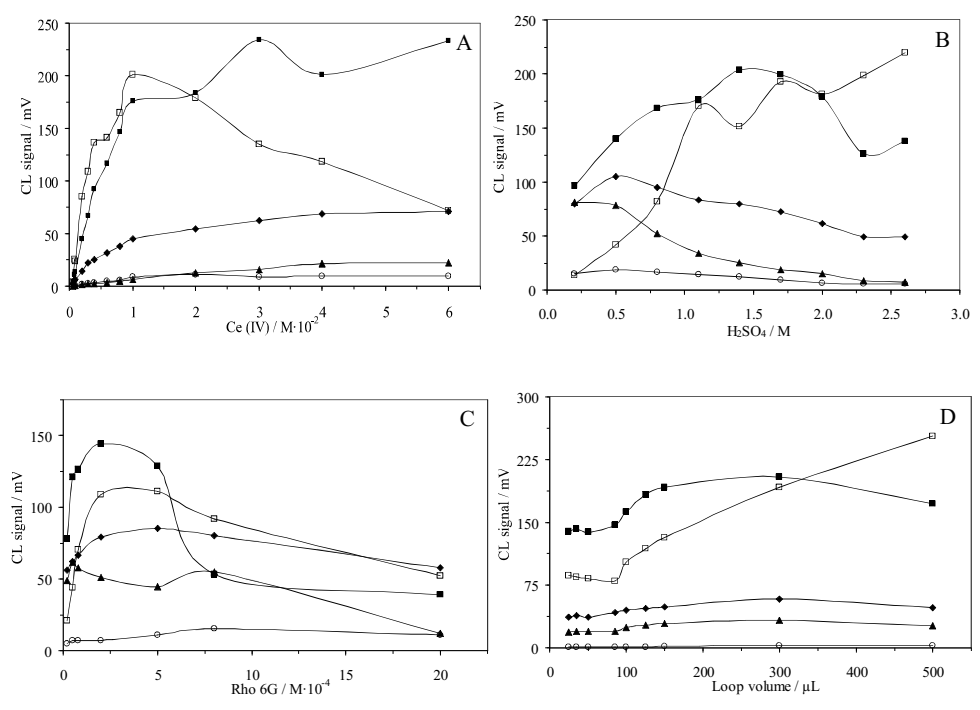 A
CL signal / mV
250
200
150
100
50
0
0 1 2 3 4 5 6
Ce (IV) / M·10-2
B
CL signal / mV
250
200
150
100
50
0
0.0 0.5 1.0 1.5 2.0 2.5 3.0
H2SO4 / M
C
CL signal / mV
150
100
50
0
0 5 10 15 20
Rho 6G / M·10-4
D
CL signal / mV
300
225
150
75
0
0 100 200 300 400 500
Loop volume / µL